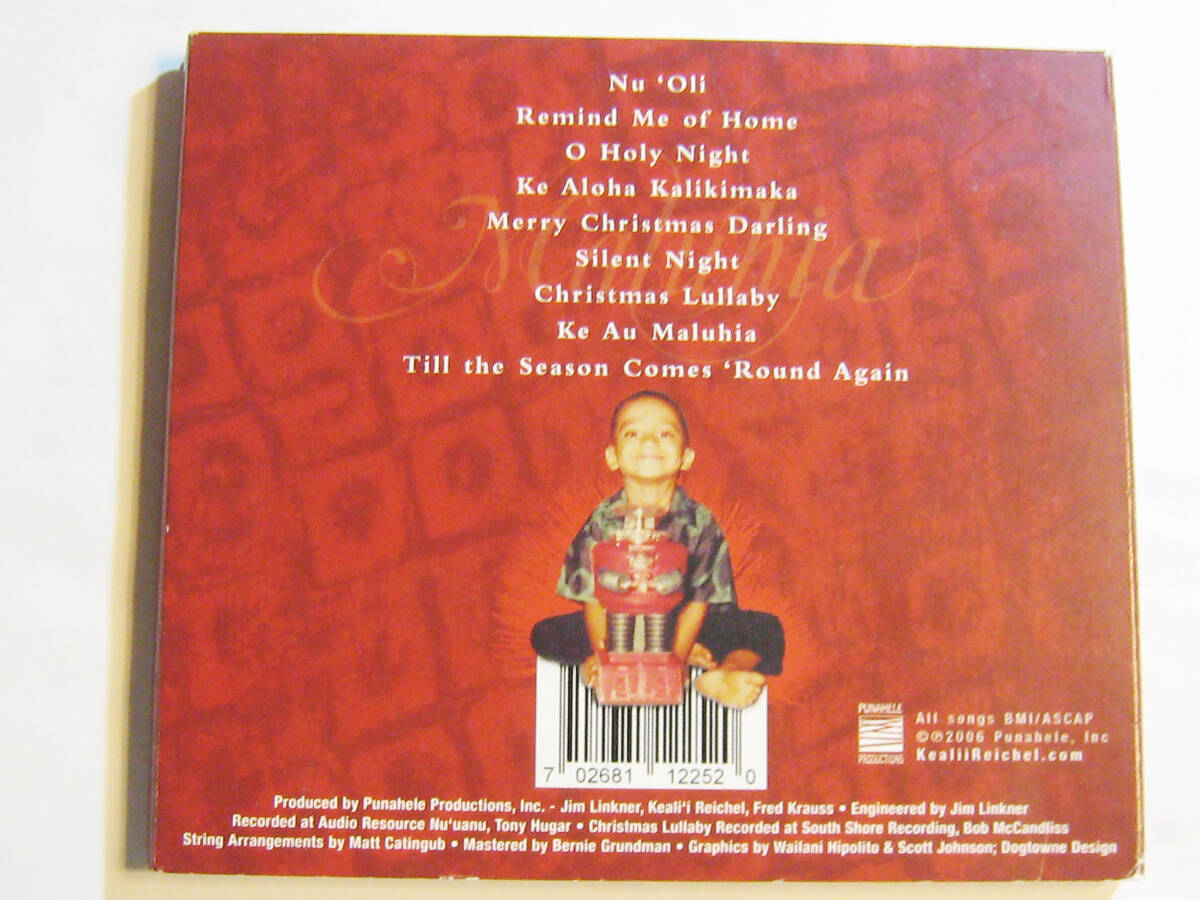 Nu ‘Oli
Remind Me of Home
O Holy Night
Ke Aloha Kalikimaka
Merry Christmas Darling
Silent Night
Christmas Lullaby
Ke Au Maluhia
Till the Season Comes ‘Round Again
Maluhia
PUNAHELE
PRODUCTIONS
All songs BMI/ASCAP
©℗2006 Punahele, Inc
KealiiReichel.com
7 02681 12252 0
Produced by Punahele Productions, Inc. - Jim Linkner, Keali‘i Reichel, Fred Krauss • Engineered by Jim Linkner
Recorded at Audio Resource Nu‘uanu, Tony Hugar • Christmas Lullaby Recorded at South Shore Recording, Bob McCandliss
String Arrangements by Matt Catingub • Mastered by Bernie Grundman • Graphics by Wailani Hipolito & Scott Johnson; Dogtowne Design